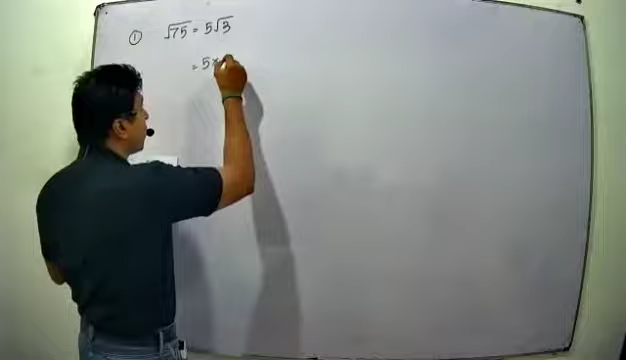 ① √75 = 5√3
= 5×